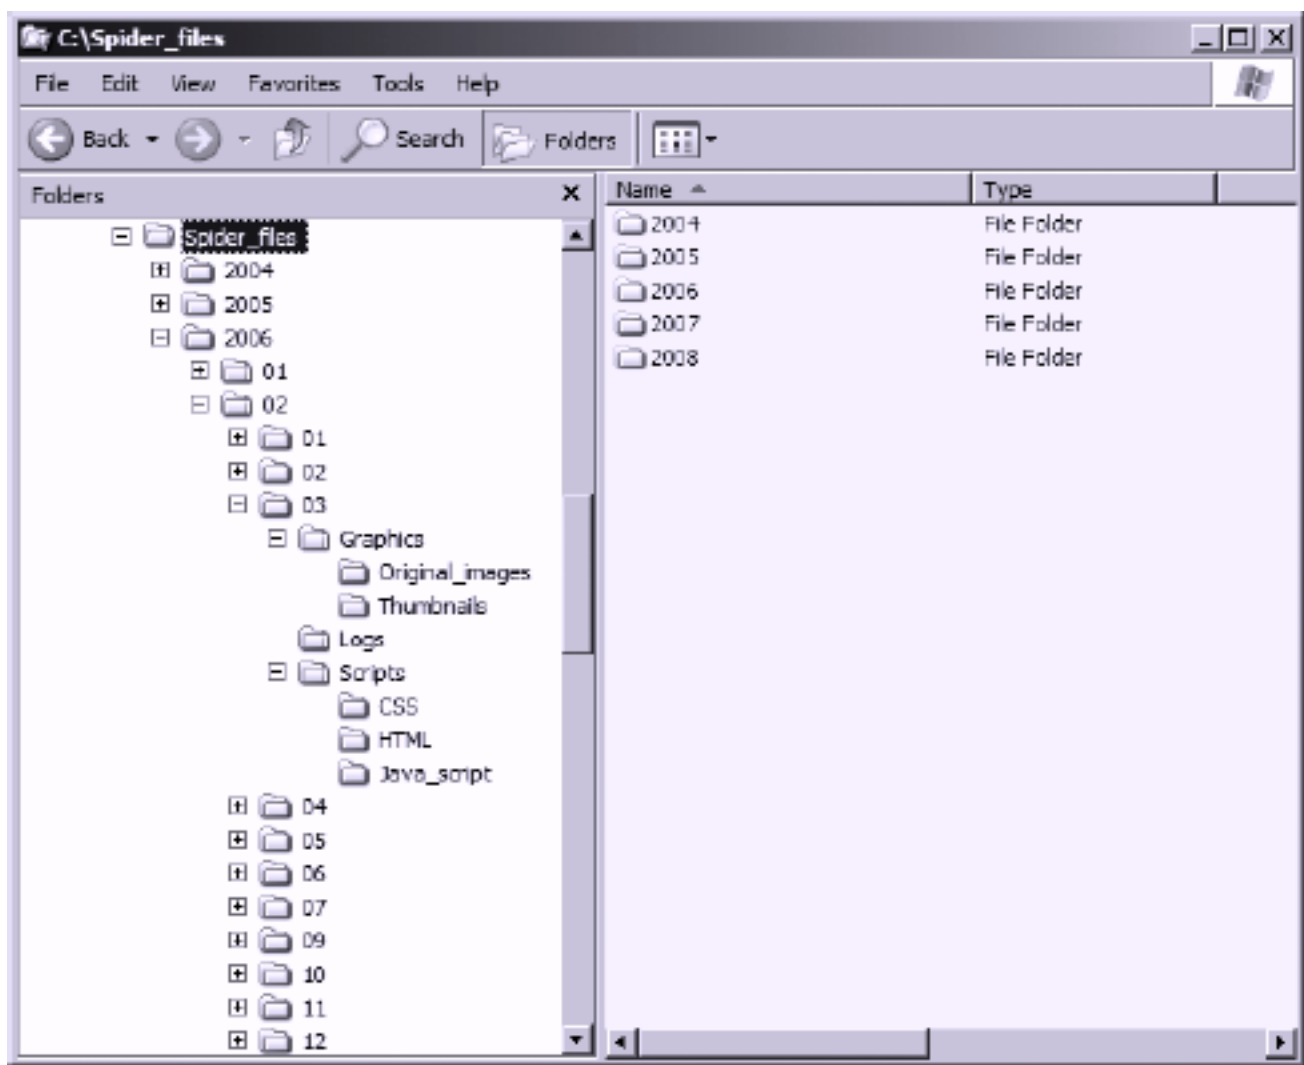 C:\Spider_files
File Edit View Favorites Tools Help
Back Search Folders
Folders
Name Type
Spider_files
2004
2005
2006
01
02
01
02
03
Graphics
Original_images
Thumbnails
Logs
Scripts
CSS
HTML
Java_script
04
05
06
07
09
10
11
12
2004 File Folder
2005 File Folder
2006 File Folder
2007 File Folder
2008 File Folder